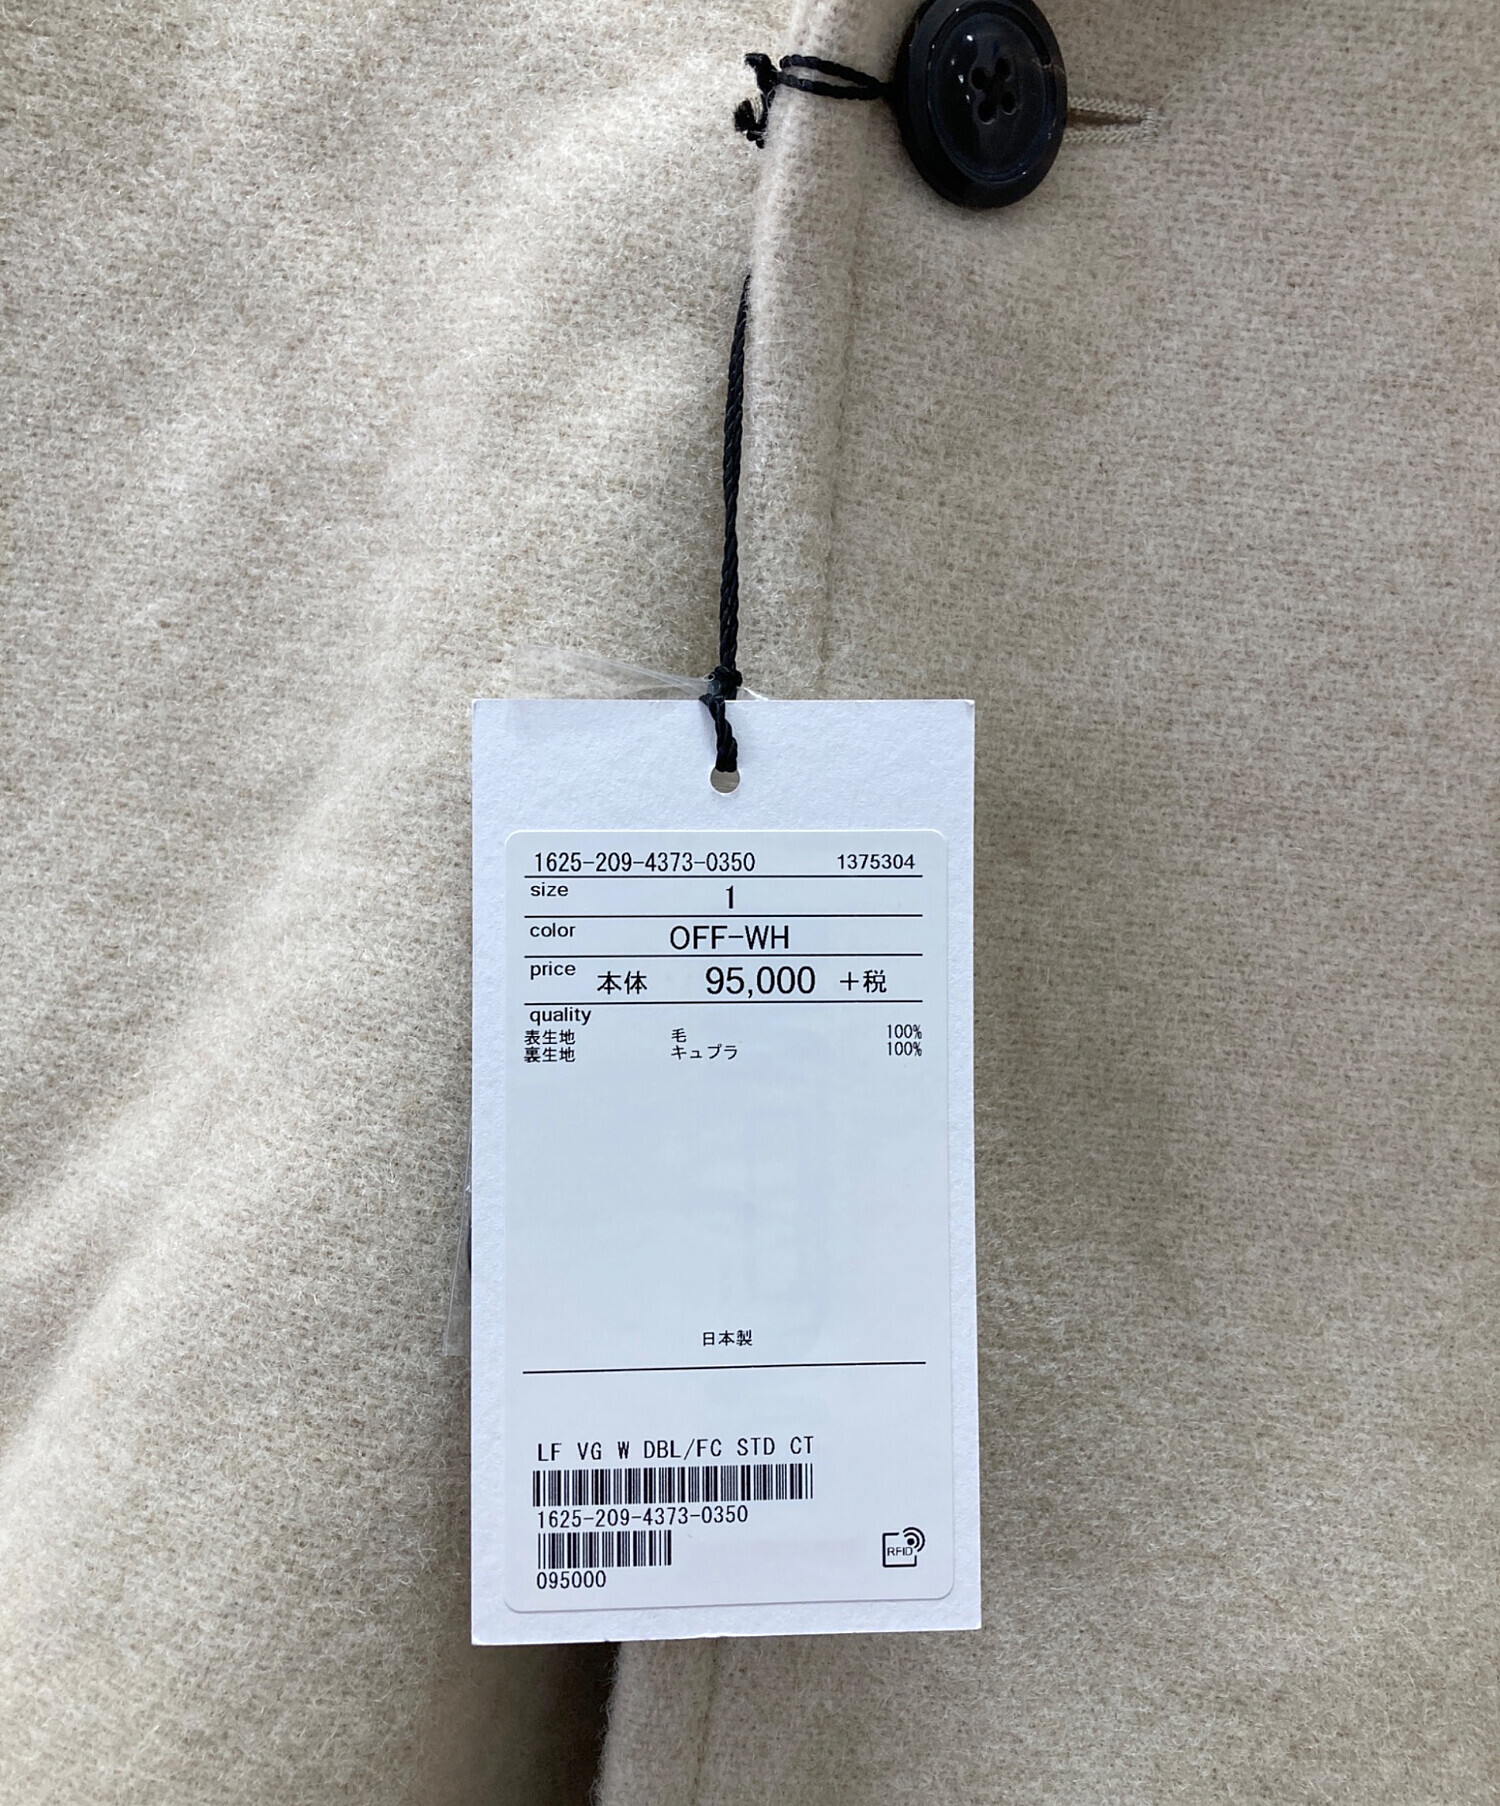 1625-209-4373-0350 1375304
size 1
color OFF-WH
price 本体 95,000 +税
quality
表生地 毛 100%
裏生地 キュプラ 100%
日本製
LF VG W DBL/FC STD CT
1625-209-4373-0350
095000
RFID